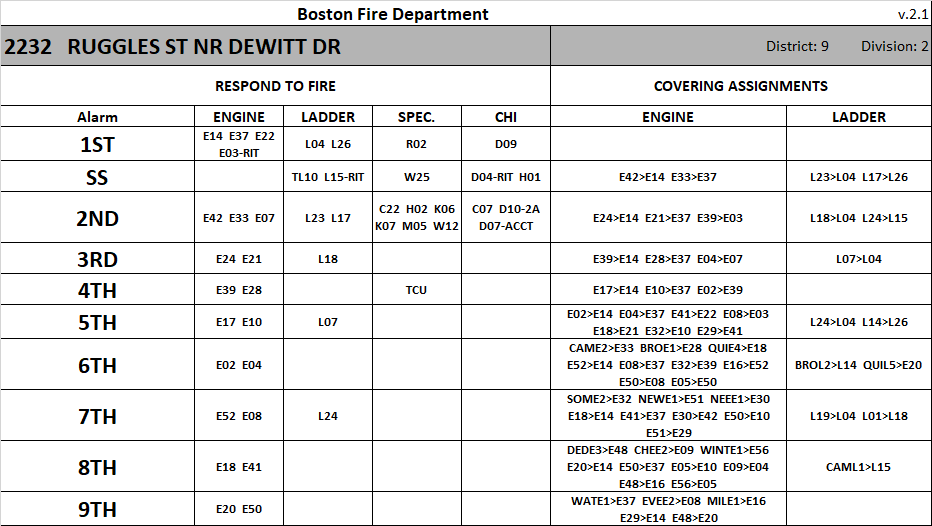 Boston Fire Department v.2.1
2232 RUGGLES ST NR DEWITT DR District: 9 Division: 2
RESPOND TO FIRE COVERING ASSIGNMENTS
Alarm ENGINE LADDER SPEC. CHI ENGINE LADDER
1ST E14 E37 E22 L04 L26 R02 D09
E03-RIT
SS TL10 L15-RIT W25 D04-RIT H01 E42>E14 E33>E37 L23>L04 L17>L26
2ND E42 E33 E07 L23 L17 C22 H02 K06 C07 D10-2A E24>E14 E21>E37 E39>E03 L18>L04 L24>L15
K07 M05 W12 D07-ACCT
3RD E24 E21 L18 E39>E14 E28>E37 E04>E07 L07>L04
4TH E39 E28 TCU E17>E14 E10>E37 E02>E39
5TH E17 E10 L07 E02>E14 E04>E37 E41>E22 E08>E03 L24>L04 L14>L26
E18>E21 E32>E10 E29>E41
CAME2>E33 BROE1>E28 QUIE4>E18
6TH E02 E04 E52>E14 E08>E37 E32>E39 E16>E52 BROL2>L14 QUIL5>E20
E50>E08 E05>E50
SOME2>E32 NEWE1>E51 NEEE1>E30
7TH E52 E08 L24 E18>E14 E41>E37 E30>E42 E50>E10 L19>L04 L01>L18
E51>E29
DEDE3>E48 CHEE2>E09 WINTE1>E56
8TH E18 E41 E20>E14 E50>E37 E05>E10 E09>E04 CAML1>L15
E48>E16 E56>E05
9TH E20 E50 WATE1>E37 EVEE2>E08 MILE1>E16
E29>E14 E48>E20